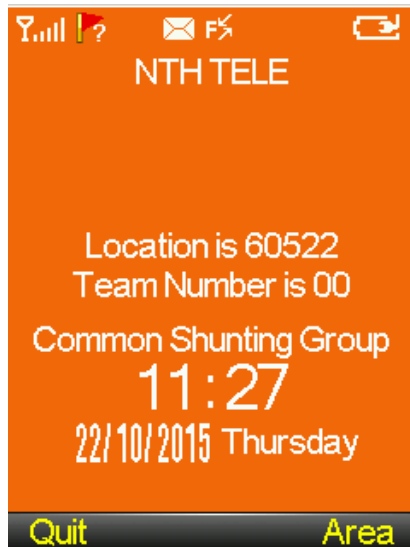 ?
F
NTH TELE
Location is 60522
Team Number is 00
Common Shunting Group
11:27
22/10/2015 Thursday
Quit Area